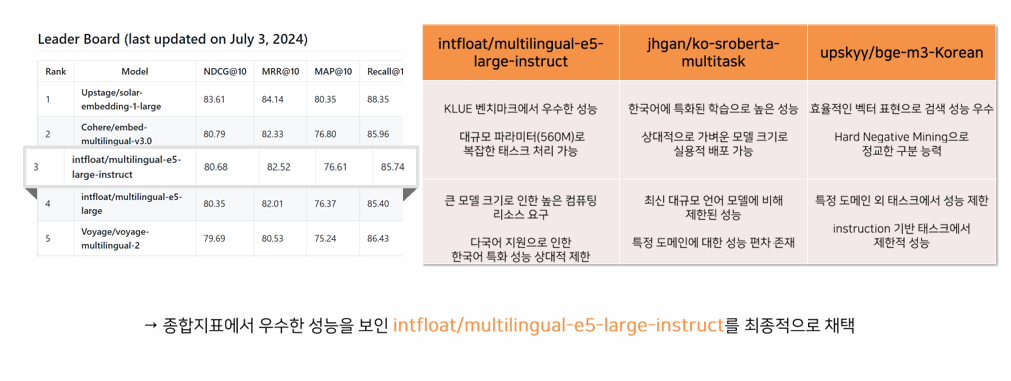 Leader Board (last updated on July 3, 2024)
Rank Model NDCG@10 MRR@10 MAP@10 Recall@1
1 Upstage/solar-embedding-1-large 83.61 84.14 80.35 88.35
2 Cohere/embed-multilingual-v3.0 80.79 82.33 76.80 85.96
3 intfloat/multilingual-e5-large-instruct 80.68 82.52 76.61 85.74
4 intfloat/multilingual-e5-large 80.35 82.01 76.37 85.40
5 Voyage/voyage-multilingual-2 79.69 80.53 75.24 86.43
intfloat/multilingual-e5-
large-instruct
KLUE 벤치마크에서 우수한 성능
대규모 파라미터(560M)로
복잡한 태스크 처리 가능
큰 모델 크기로 인한 높은 컴퓨팅
리소스 요구
다국어 지원으로 인한
한국어 특화 성능 상대적 제한
jhgan/ko-sroberta-
multitask
한국어에 특화된 학습으로 높은 성능
상대적으로 가벼운 모델 크기로
실용적 배포 가능
최신 대규모 언어 모델에 비해
제한된 성능
특정 도메인에 대한 성능 편차 존재
upskyy/bge-m3-Korean
효율적인 벡터 표현으로 검색 성능 우수
Hard Negative Mining으로
정교한 구분 능력
특정 도메인 외 태스크에서 성능 제한
instruction 기반 태스크에서
제한적 성능
→ 종합지표에서 우수한 성능을 보인 intfloat/multilingual-e5-large-instruct를 최종적으로 채택